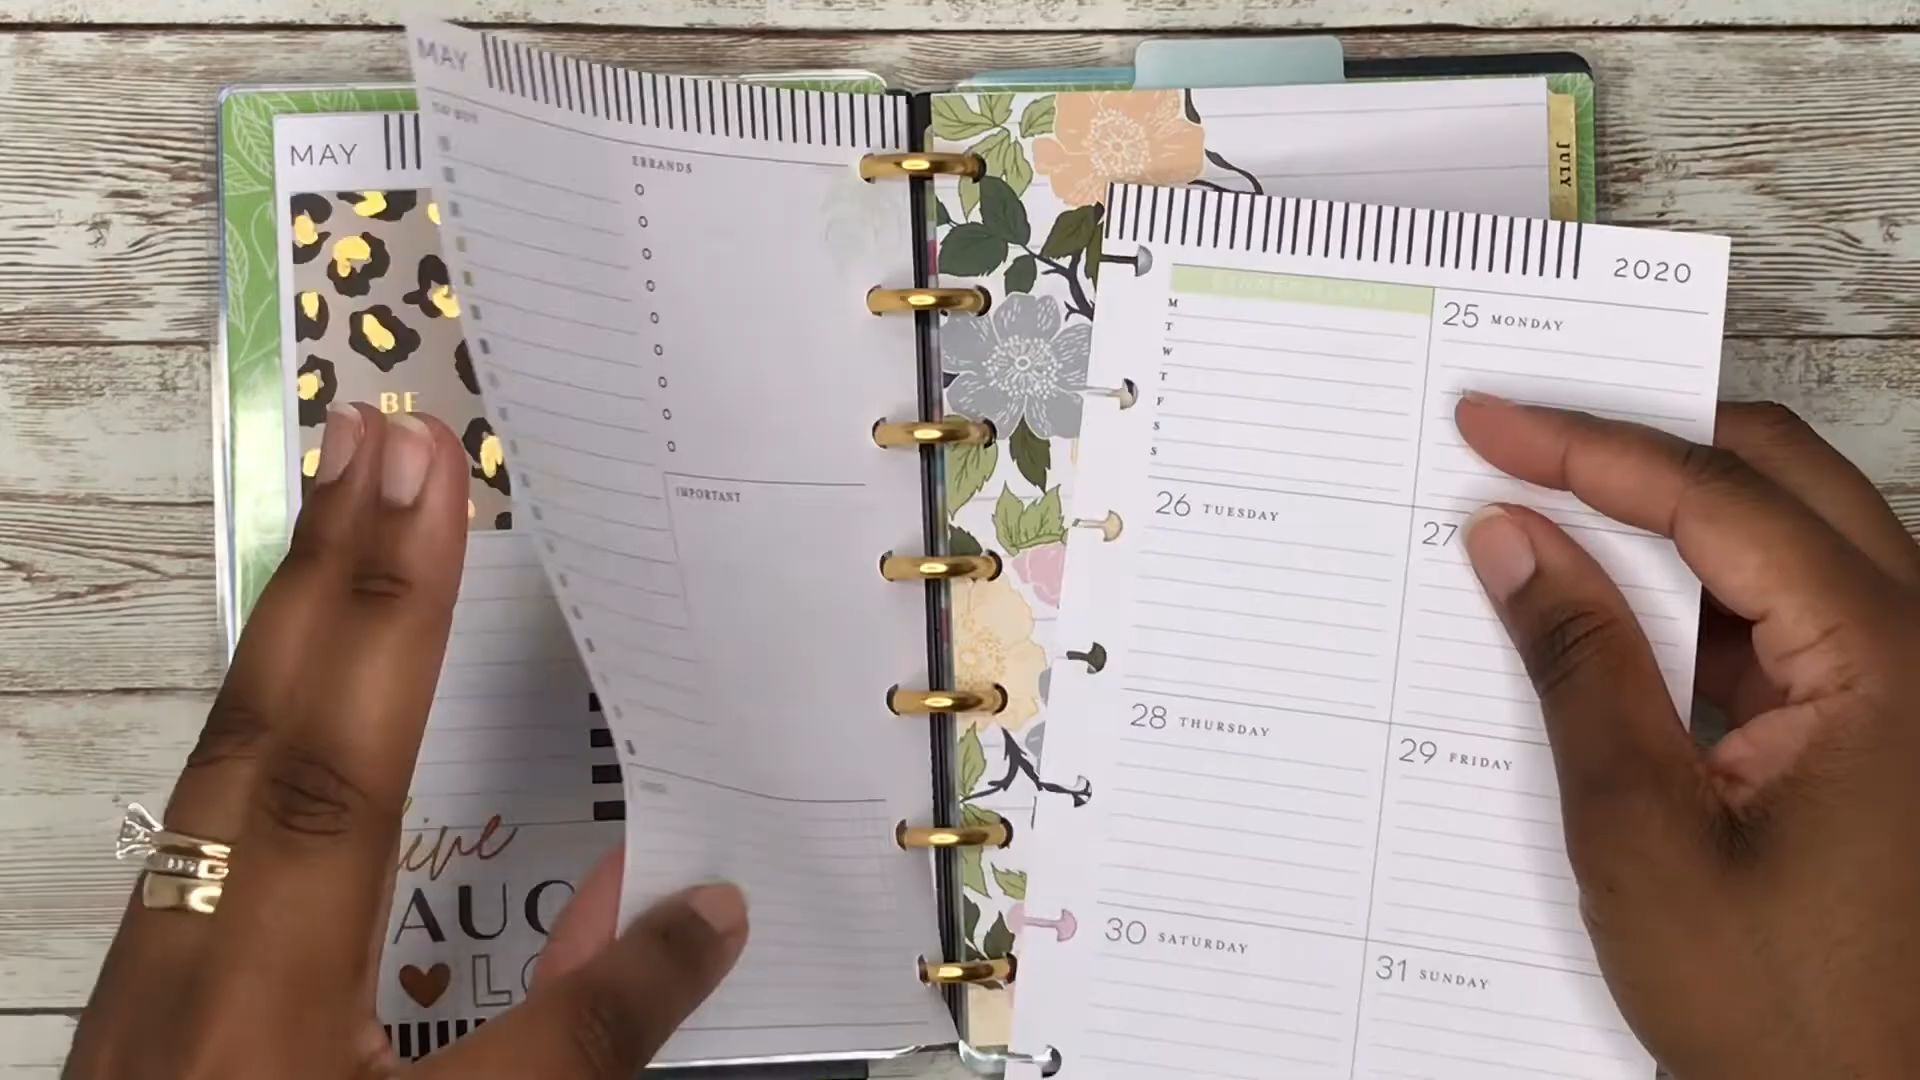 MAY
MAY
ERRANDS
IMPORTANT
BE
AUG
JULY
2020
M
T
W
T
F
S
S
25 MONDAY
26 TUESDAY
27
28 THURSDAY
29 FRIDAY
30 SATURDAY
31 SUNDAY